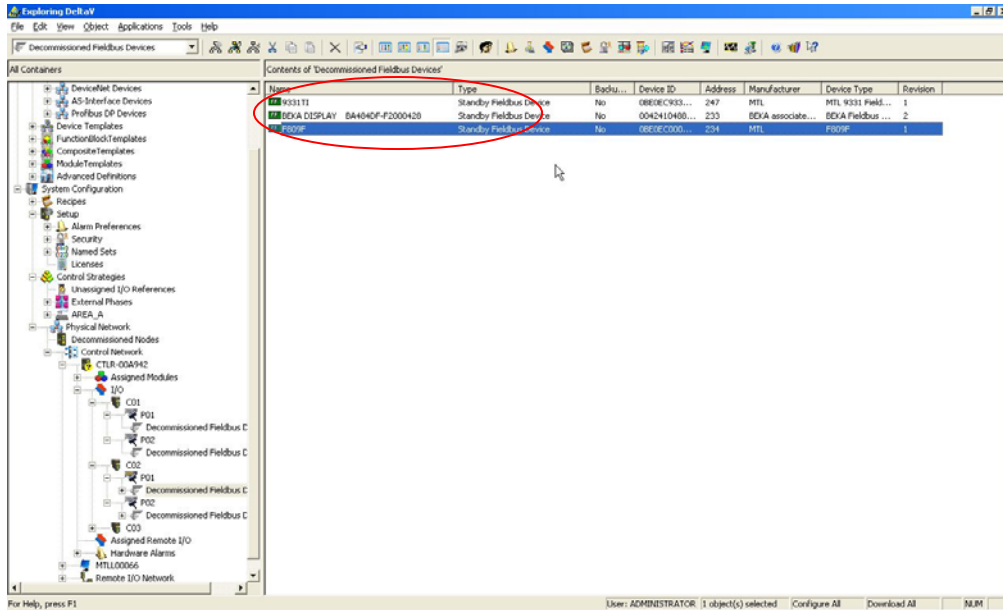 Exploring DeltaV
File Edit View Object Applications Tools Help
Decommissioned Fieldbus Devices
All Containers
Contents of 'Decommissioned Fieldbus Devices'
DeviceNet Devices
AS-Interface Devices
Profibus DP Devices
Device Templates
FunctionBlockTemplates
CompositeTemplates
ModuleTemplates
Advanced Definitions
System Configuration
Recipes
Setup
Alarm Preferences
Security
Named Sets
Licenses
Control Strategies
Unassigned I/O References
External Phases
AREA_A
Physical Network
Decommissioned Nodes
Control Network
CTLR-00A942
Assigned Modules
I/O
C01
P01
Decommissioned Fieldbus D
P02
Decommissioned Fieldbus D
C02
P01
Decommissioned Fieldbus D
P02
Decommissioned Fieldbus D
C03
Assigned Remote I/O
Hardware Alarms
MTLL00066
Remote I/O Network
Name Type Backu... Device ID Address Manufacturer Device Type Revision
9331TI Standby Fieldbus Device No 08E0EC933... 247 MTL MTL 9331 Field... 1
BEKA DISPLAY BA484DF-F2000428 Standby Fieldbus Device No 0042410480... 233 BEKA associate... BEKA Fieldbus ... 2
F809F Standby Fieldbus Device No 08E0EC000... 234 MTL F809F 1
For Help, press F1
User: ADMINISTRATOR 1 object(s) selected Configure All Download All NUM